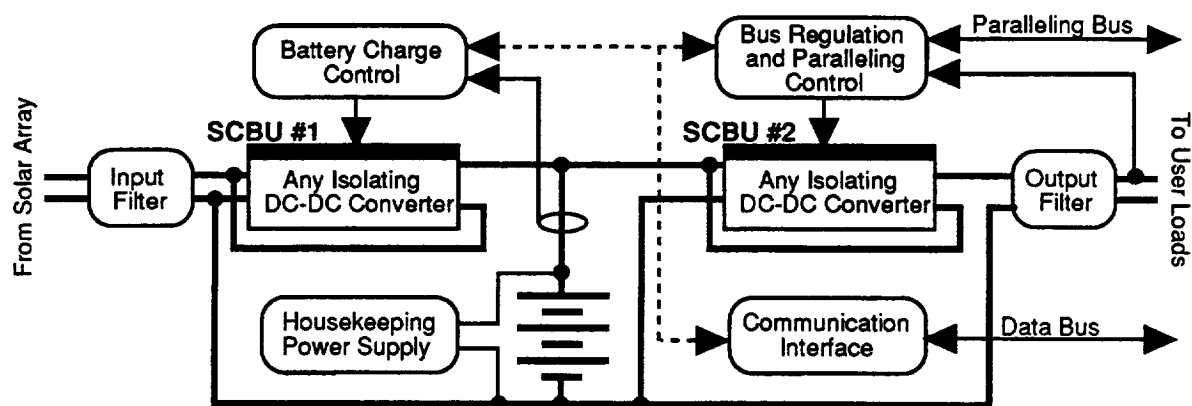 Battery Charge
Control
Bus Regulation
and Paralleling
Control
Paralleling Bus
SCBU #1
SCBU #2
From Solar Array
Input
Filter
Any Isolating
DC-DC Converter
Any Isolating
DC-DC Converter
Output
Filter
To User Loads
Housekeeping
Power Supply
Communication
Interface
Data Bus